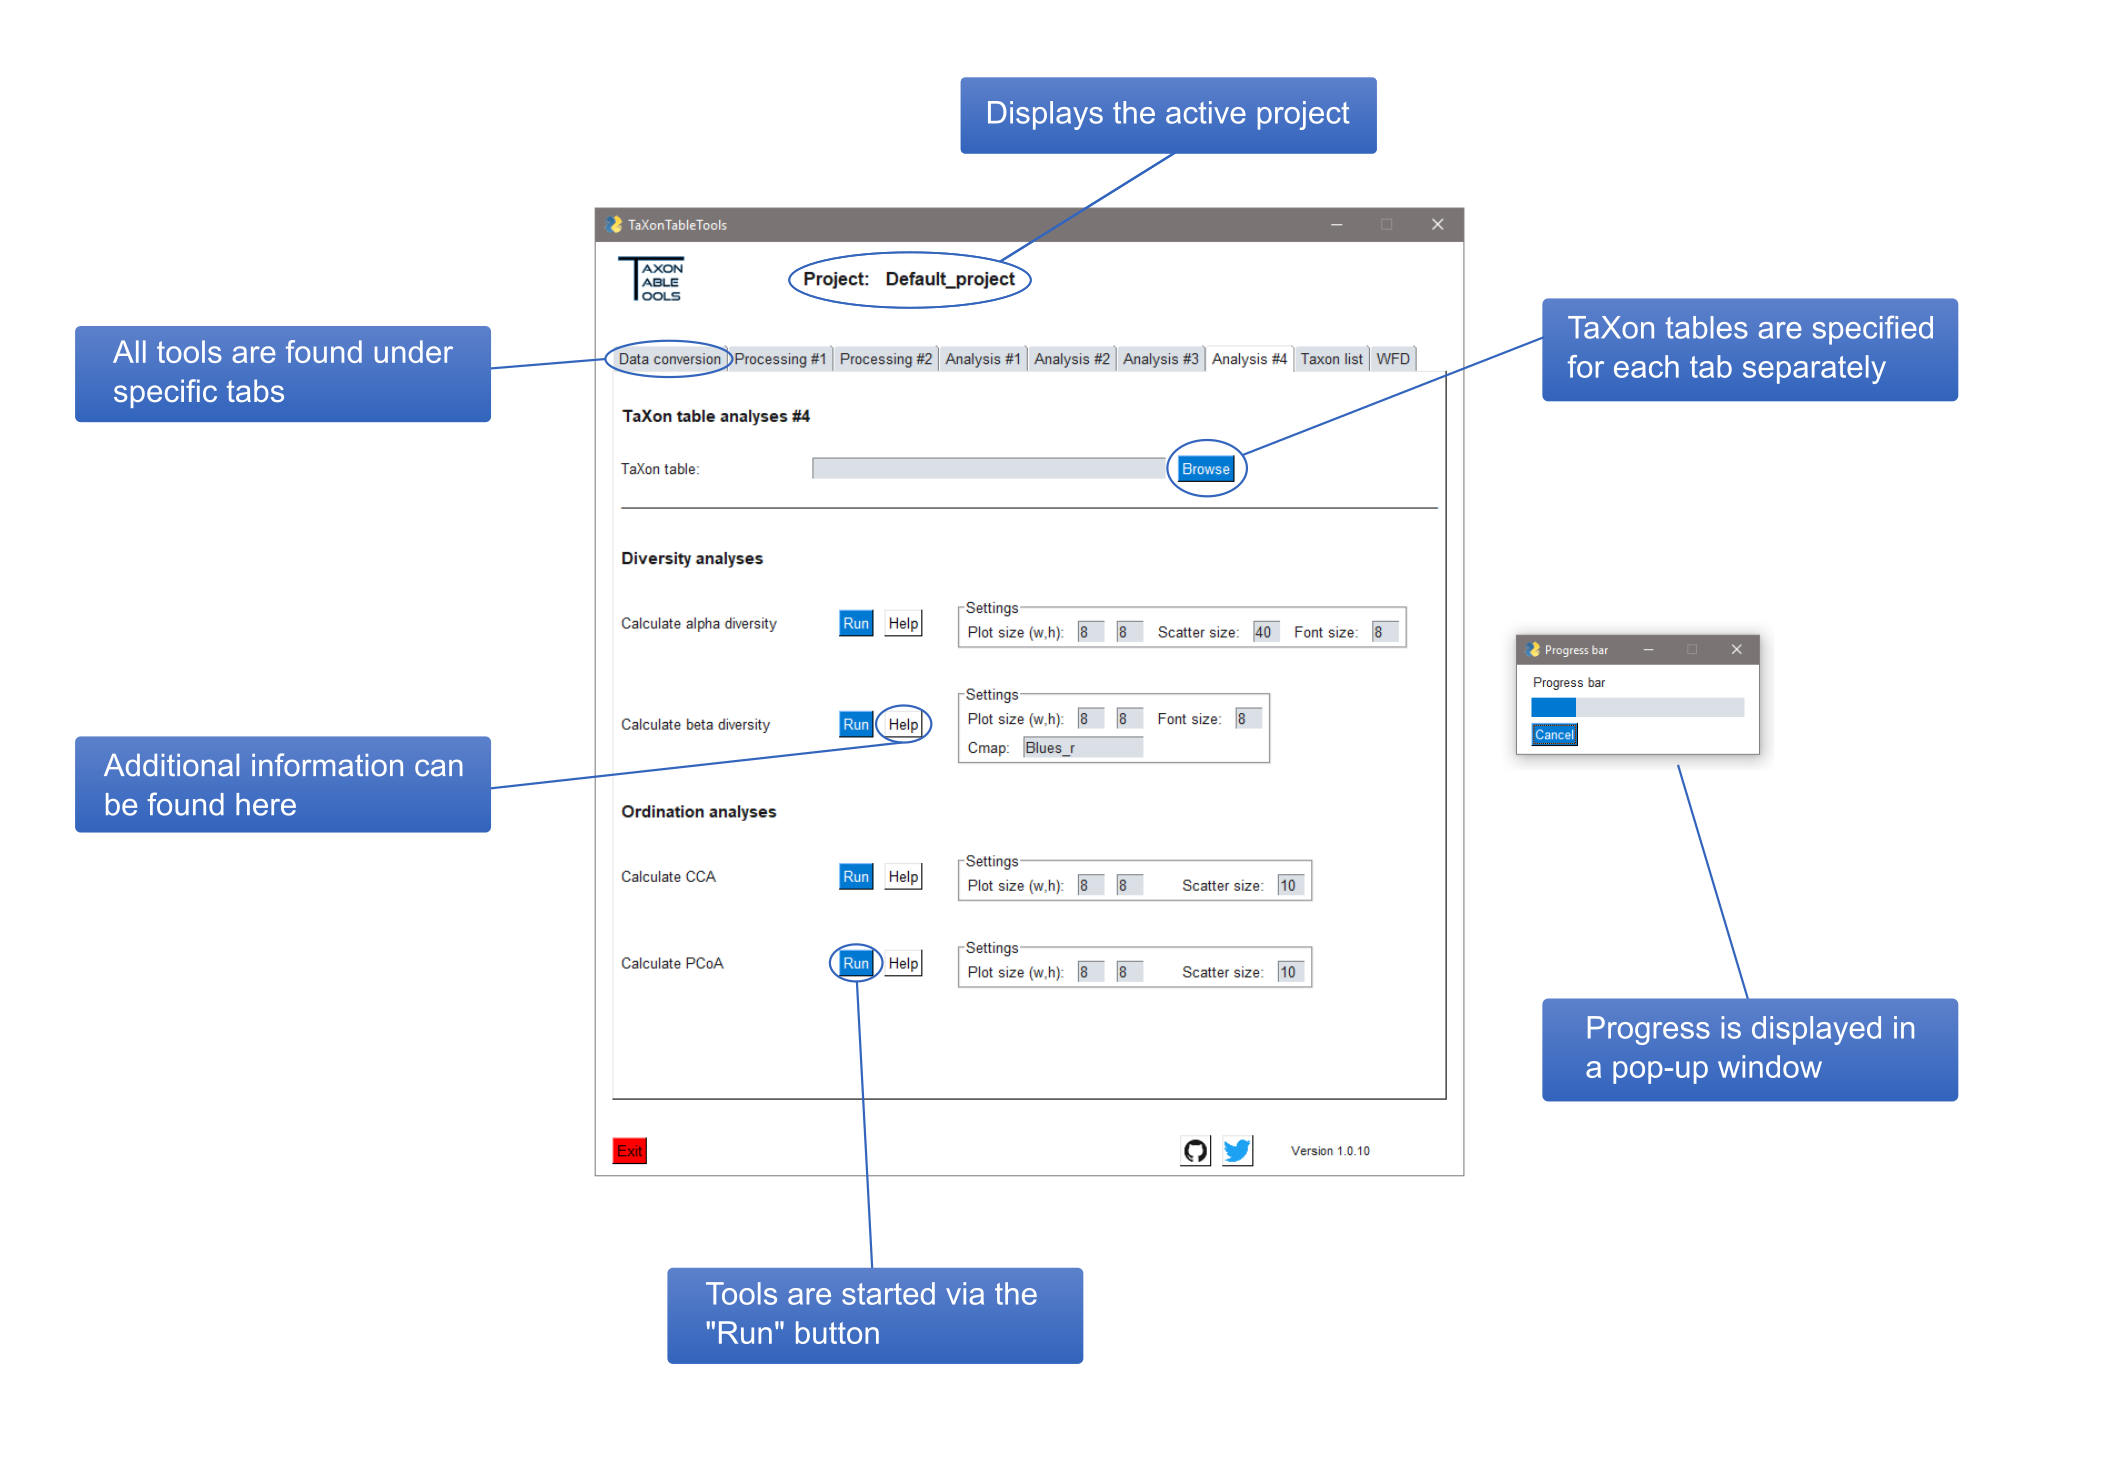 Displays the active project
TaXonTableTools
TAXON
TABLE
TOOLS
Project: Default_project
All tools are found under
specific tabs
TaXon tables are specified
for each tab separately
Data conversion Processing #1 Processing #2 Analysis #1 Analysis #2 Analysis #3 Analysis #4 Taxon list WFD
TaXon table analyses #4
TaXon table: Browse
Diversity analyses
Settings
Calculate alpha diversity Run Help Plot size (w,h): 8 8 Scatter size: 40 Font size: 8
Settings
Calculate beta diversity Run Help Plot size (w,h): 8 8 Font size: 8
Cmap: Blues_r
Progress bar
Progress bar
Cancel
Additional information can
be found here
Ordination analyses
Settings
Calculate CCA Run Help Plot size (w,h): 8 8 Scatter size: 10
Settings
Calculate PCoA Run Help Plot size (w,h): 8 8 Scatter size: 10
Progress is displayed in
a pop-up window
Exit Version 1.0.10
Tools are started via the
"Run" button